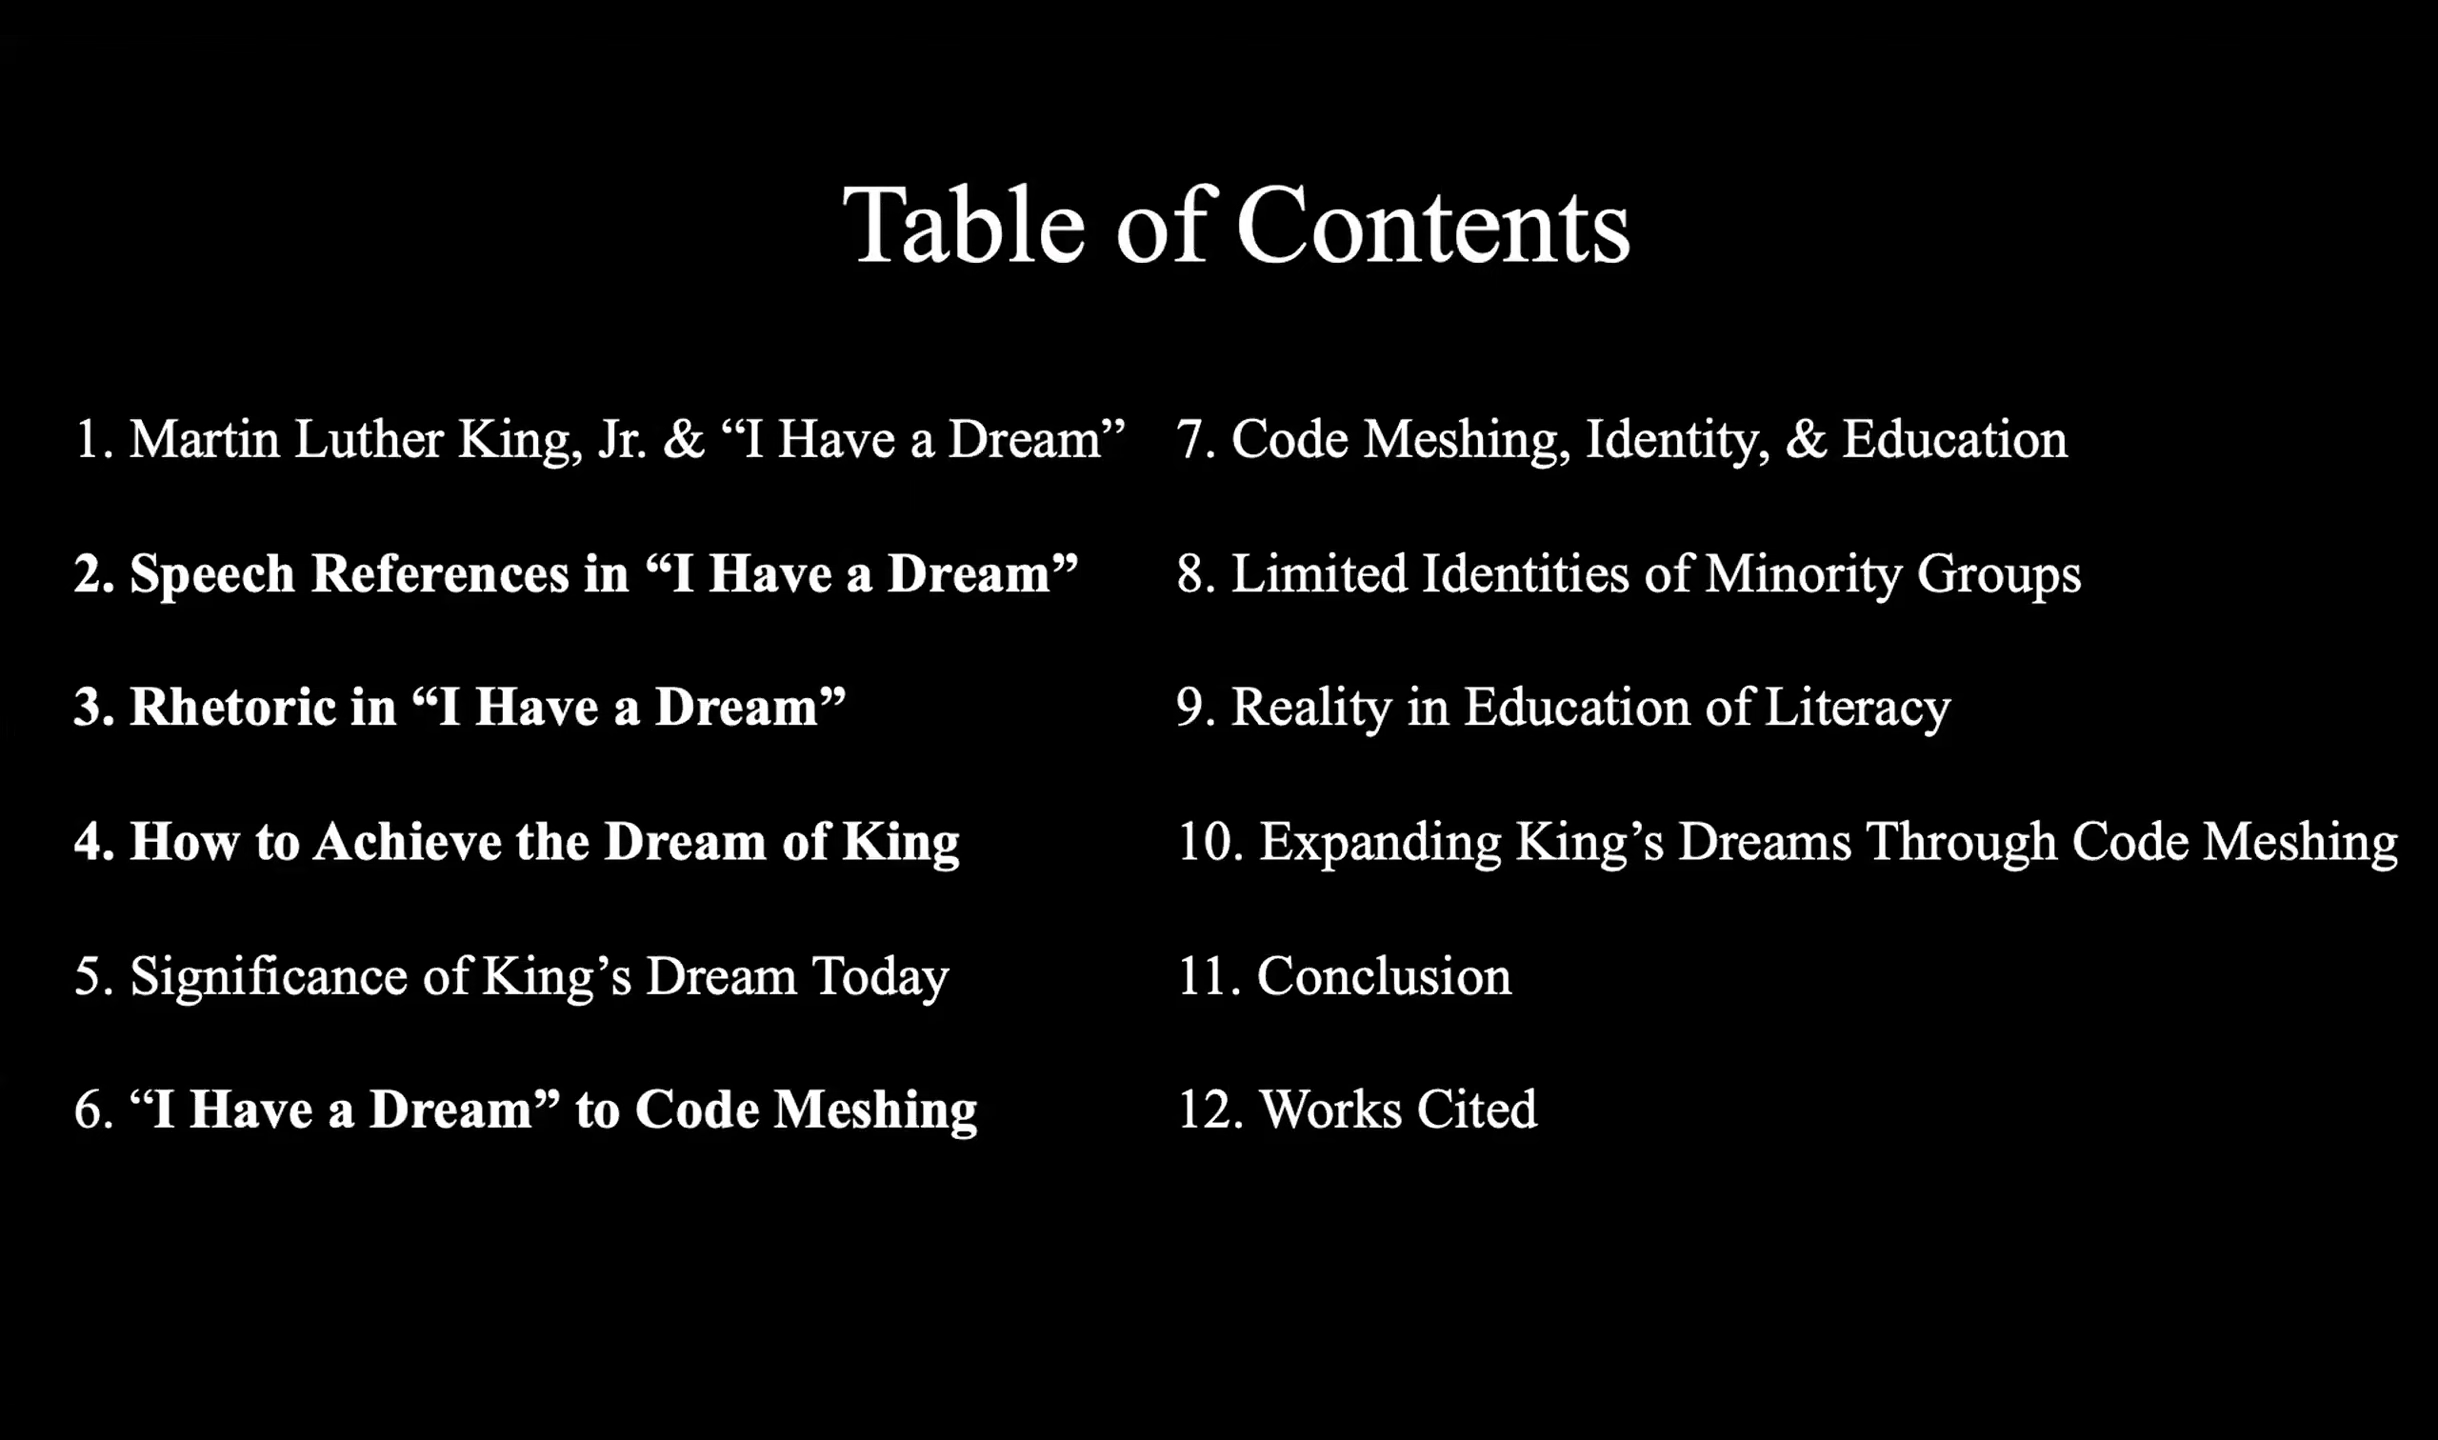 Table of Contents
1. Martin Luther King, Jr. & “I Have a Dream”
2. Speech References in “I Have a Dream”
3. Rhetoric in “I Have a Dream”
4. How to Achieve the Dream of King
5. Significance of King’s Dream Today
6. “I Have a Dream” to Code Meshing
7. Code Meshing, Identity, & Education
8. Limited Identities of Minority Groups
9. Reality in Education of Literacy
10. Expanding King’s Dreams Through Code Meshing
11. Conclusion
12. Works Cited